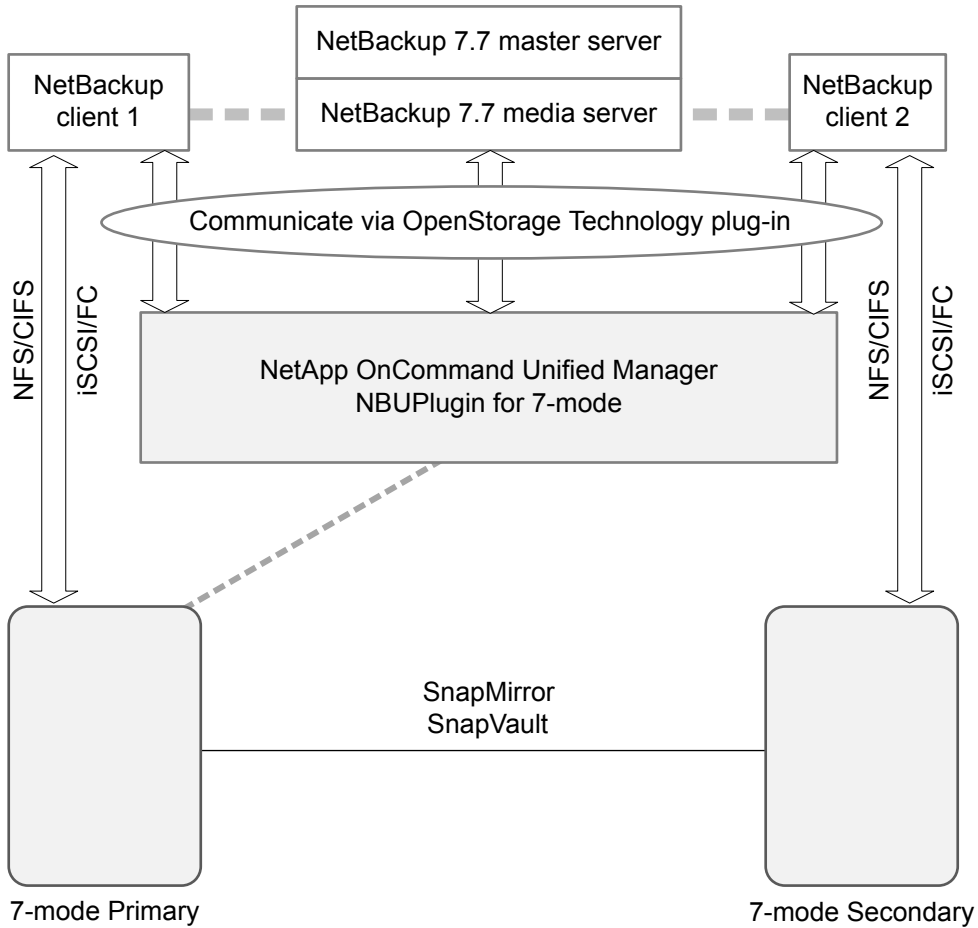 NetBackup 7.7 master server
NetBackup
client 1
NetBackup 7.7 media server
NetBackup
client 2
Communicate via OpenStorage Technology plug-in
NFS/CIFS
iSCSI/FC
NetApp OnCommand Unified Manager
NBUPlugin for 7-mode
NFS/CIFS
iSCSI/FC
SnapMirror
SnapVault
7-mode Primary
7-mode Secondary